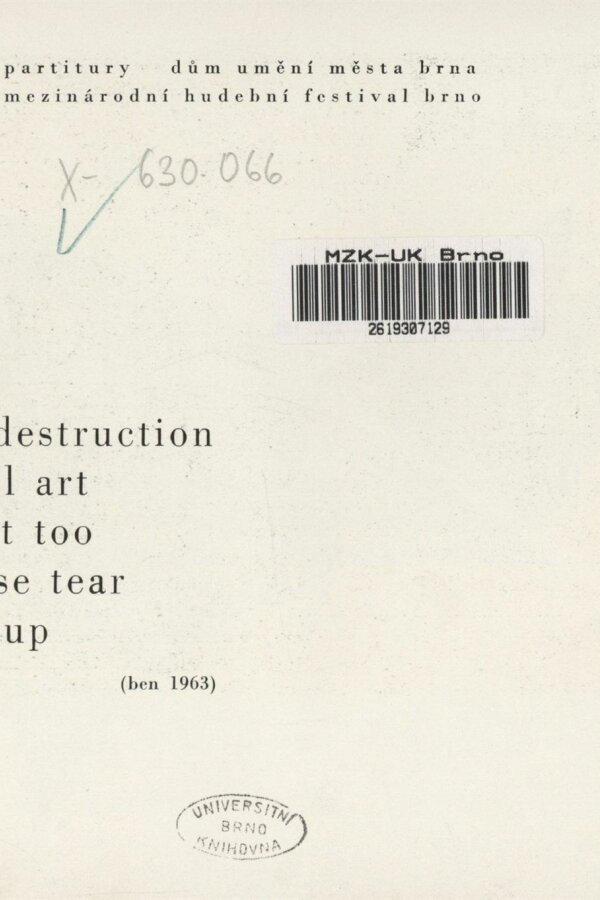 partitury dům umění města brna
mezinárodní hudební festival brno
X- 630.066
MZK-UK Brno
2619307129
destruction
l art
t too
se tear
up
(ben 1963)
UNIVERSITNÍ
BRNO
KNIHOVNA